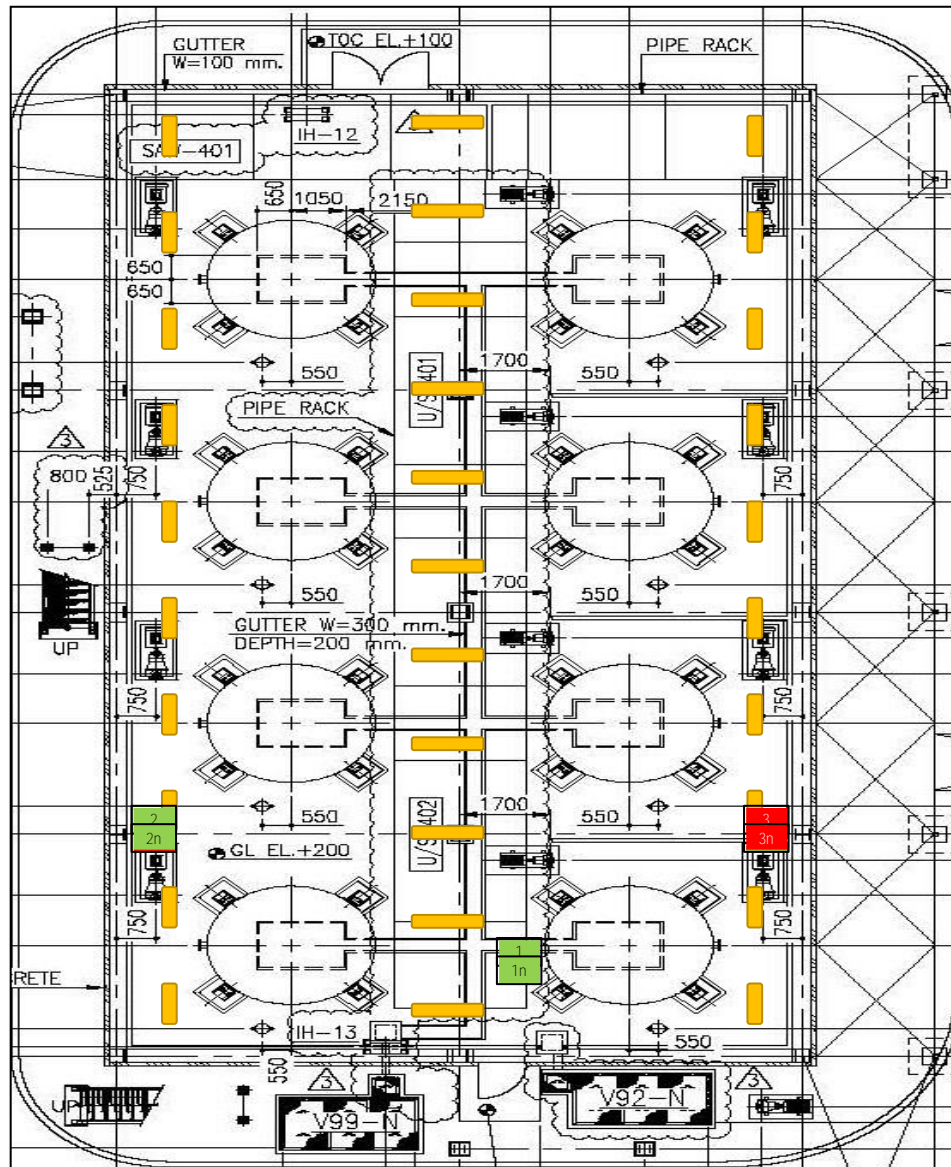 GUTTER
W=100 mm.
TOC EL.+100
PIPE RACK
IH-12
650
1050
2150
650
650
550
1700
550
U/S-401
PIPE RACK
3
800
525
750
750
550
1700
550
UP
GUTTER W=300 mm.
DEPTH=200 mm.
750
750
550
1700
550
2
2n
3
3n
U/S-402
GL EL.+200
750
750
1
1n
CRETE
IH-13
550
550
3
3
UP
V99-N
V92-N